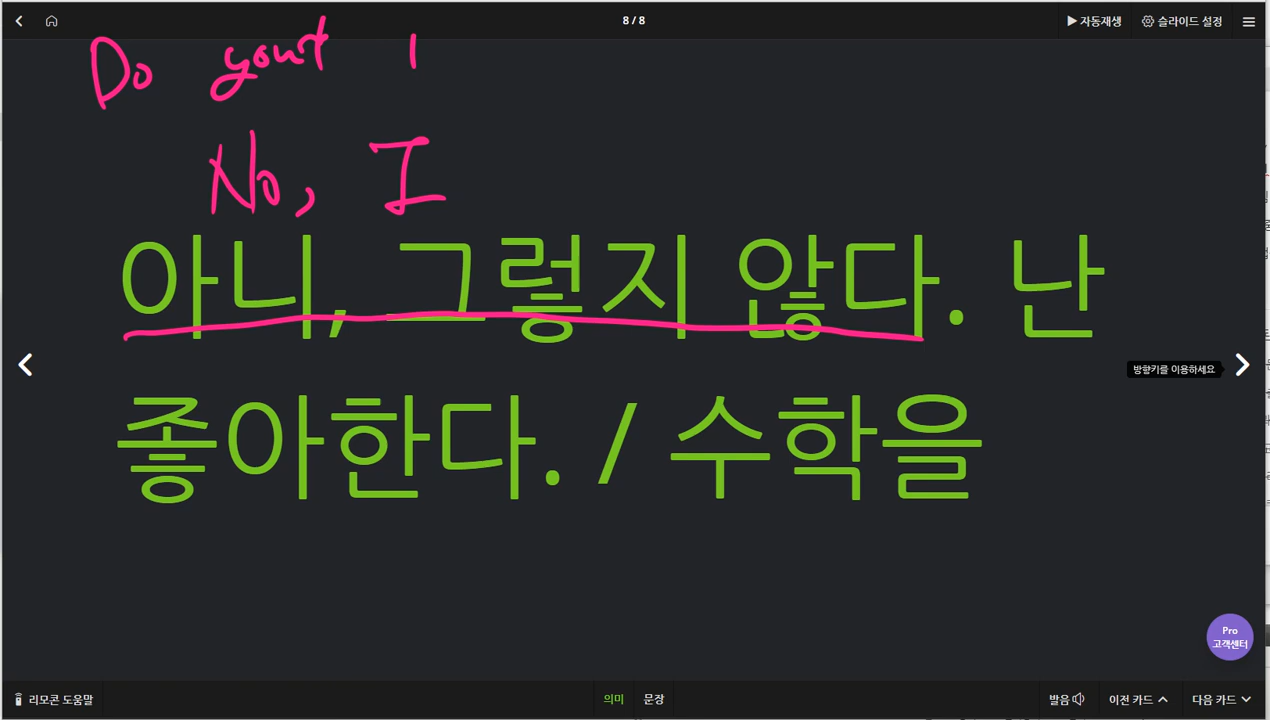 8 / 8
자동재생
슬라이드 설정
Do
No, I
아니, 그렇지 않다. 난
방향키를 이용하세요
좋아한다. / 수학을
Pro
고객센터
리모콘 도움말
의미
문장
발음
이전 카드
다음 카드